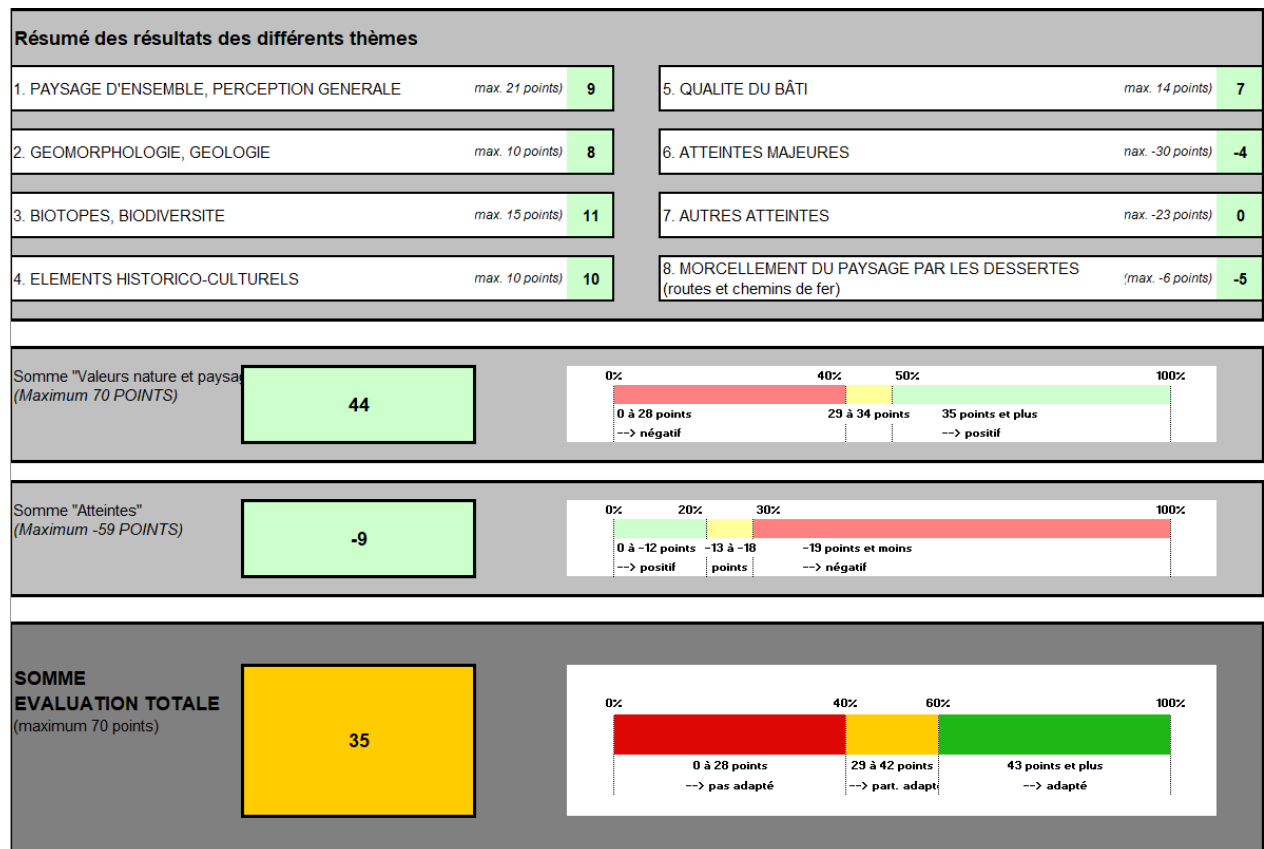 Résumé des résultats des différents thèmes
1. PAYSAGE D'ENSEMBLE, PERCEPTION GENERALE max. 21 points) 9
2. GEOMORPHOLOGIE, GEOLOGIE max. 10 points) 8
3. BIOTOPES, BIODIVERSITE max. 15 points) 11
4. ELEMENTS HISTORICO-CULTURELS max. 10 points) 10
5. QUALITE DU BÂTI max. 14 points) 7
6. ATTEINTES MAJEURES nax. -30 points) -4
7. AUTRES ATTEINTES nax. -23 points) 0
8. MORCELLEMENT DU PAYSAGE PAR LES DESSERTES
(routes et chemins de fer) (max. -6 points) -5
Somme "Valeurs nature et paysag
(Maximum 70 POINTS)
44
0% 40% 50% 100%
0 à 28 points 29 à 34 points 35 points et plus
--> négatif --> positif
Somme "Atteintes"
(Maximum -59 POINTS)
-9
0% 20% 30% 100%
0 à -12 points -13 à -18 -19 points et moins
--> positif points --> négatif
SOMME
EVALUATION TOTALE
(maximum 70 points)
35
0% 40% 60% 100%
0 à 28 points 29 à 42 points 43 points et plus
--> pas adapté --> part. adapté --> adapté